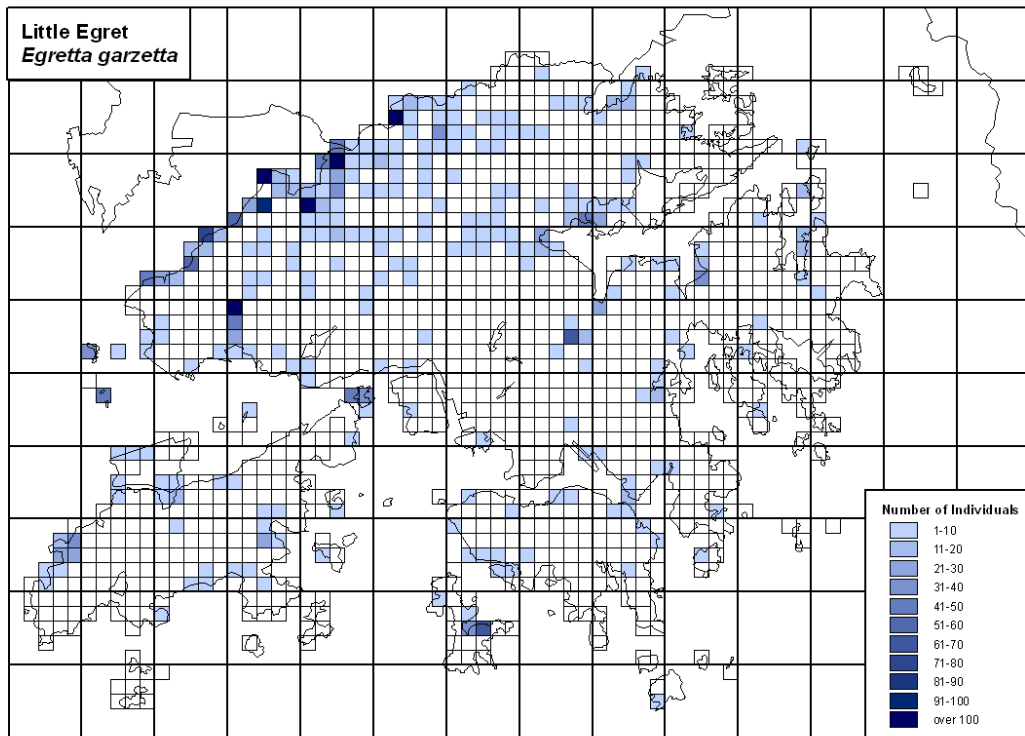 Little Egret
Egretta garzetta
Number of Individuals
1-10
11-20
21-30
31-40
41-50
51-60
61-70
71-80
81-90
91-100
over 100